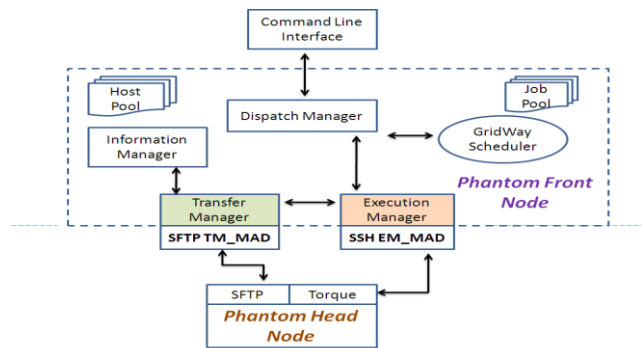 Command Line
Interface
Host
Pool
Job
Pool
Dispatch Manager
GridWay
Scheduler
Information
Manager
Phantom Front
Node
Transfer
Manager
Execution
Manager
SFTP TM_MAD
SSH EM_MAD
SFTP
Torque
Phantom Head
Node